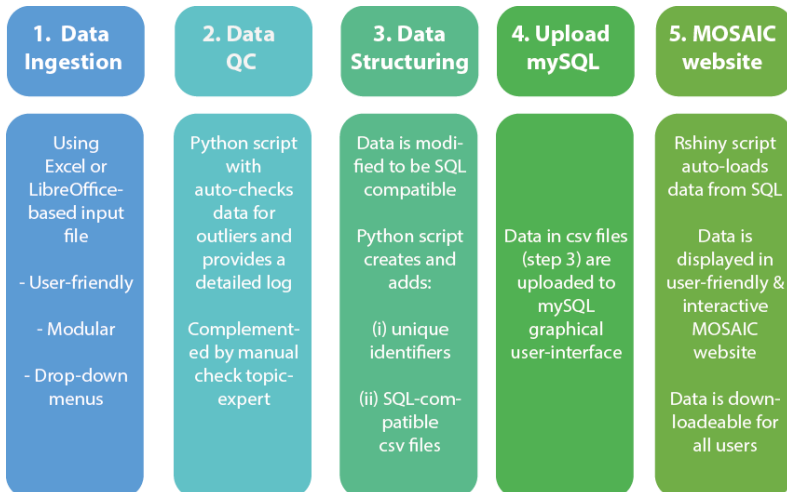 1. Data
Ingestion
2. Data
QC
3. Data
Structuring
4. Upload
mySQL
5. MOSAIC
website
Using
Excel or
LibreOffice-
based input
file
- User-friendly
- Modular
- Drop-down
menus
Python script
with
auto-checks
data for
outliers and
provides a
detailed log
Complement-
ed by manual
check topic-
expert
Data is modi-
fied to be SQL
compatible
Python script
creates and
adds:
(i) unique
identifiers
(ii) SQL-com-
patible
csv files
Data in csv files
(step 3) are
uploaded to
mySQL
graphical
user-interface
Rshiny script
auto-loads
data from SQL
Data is
displayed in
user-friendly &
interactive
MOSAIC
website
Data is down-
loadeable for
all users